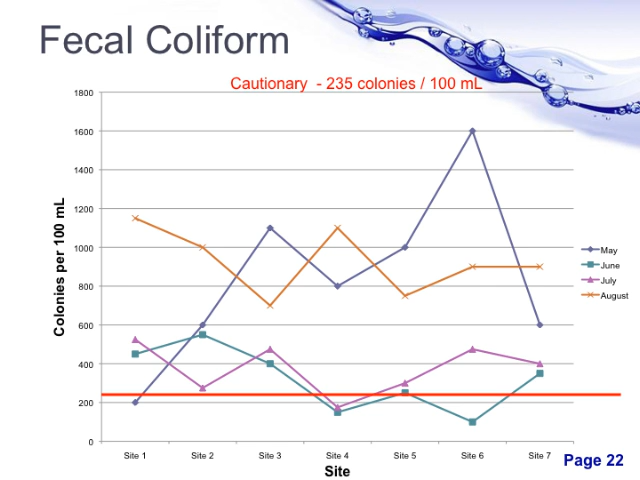 Fecal Coliform
Cautionary - 235 colonies / 100 mL
1800
1600
1400
1200
1000
800
600
400
200
0
Colonies per 100 mL
Site 1 Site 2 Site 3 Site 4 Site 5 Site 6 Site 7
Site
May
June
July
August
Page 22